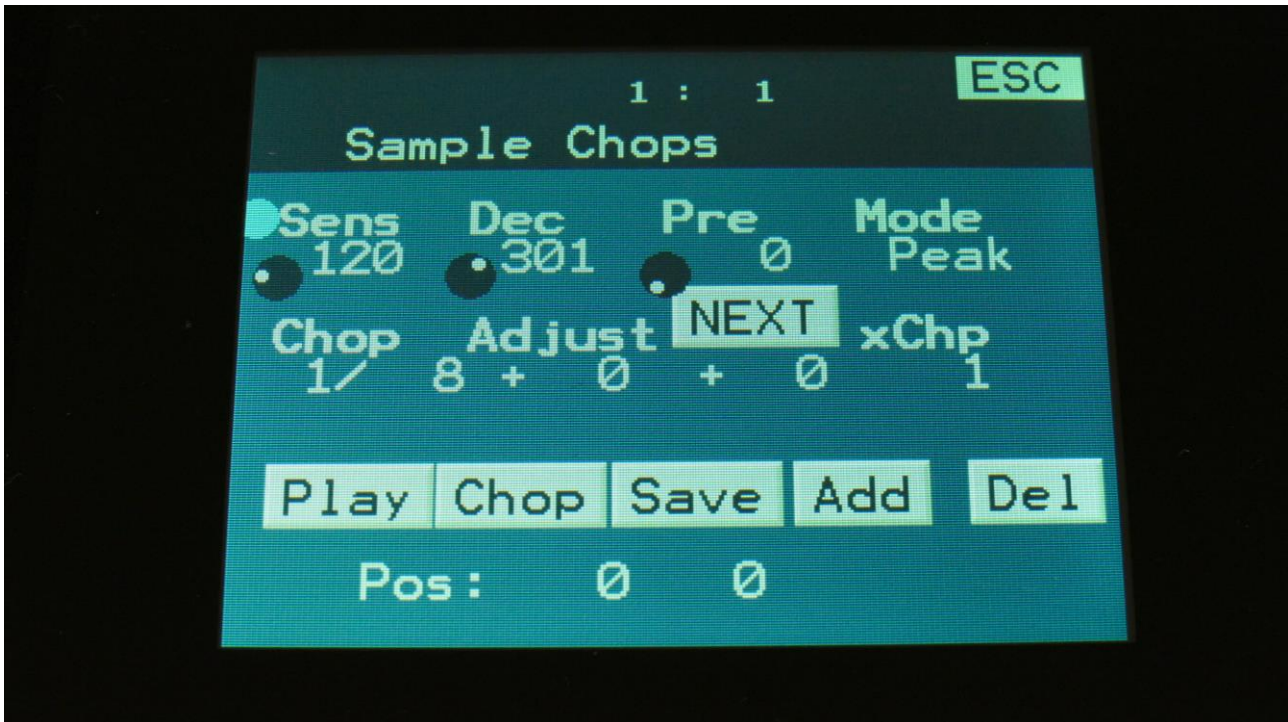 1 : 1 ESC
Sample Chops
Sens Dec Pre Mode
120 301 0 Peak
NEXT
Chop Adjust xChp
1/ 8 + 0 + 0 1
Play Chop Save Add Del
Pos: 0 0